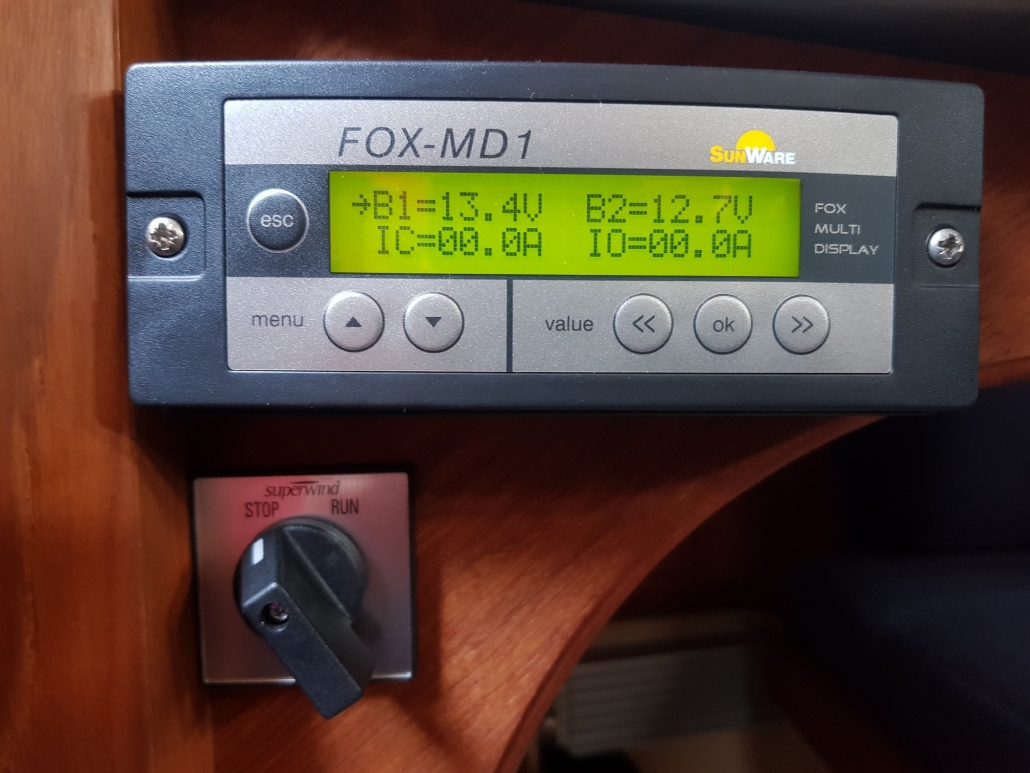 FOX-MD1
SUNWARE
esc
→B1=13.4V B2=12.7V
IC=00.0A IO=00.0A
FOX
MULTI
DISPLAY
menu
value
<<
ok
>>
superwind
STOP RUN